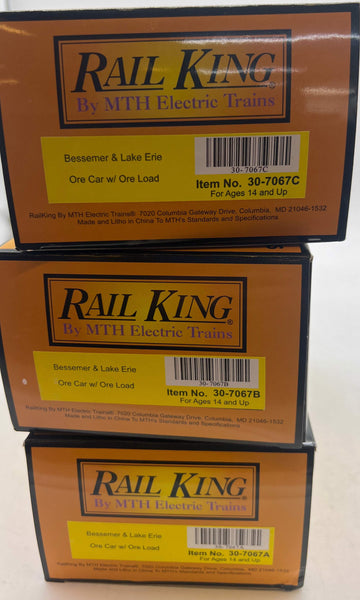 RAIL KING®
By MTH Electric Trains
Bessemer & Lake Erie
30-7067C
Ore Car w/ Ore Load
Item No. 30-7067C
For Ages 14 and Up
RailKing By MTH Electric Trains® 7020 Columbia Gateway Drive, Columbia, MD 21046-1532
Made and Litho in China To MTH's Standards and Specifications
RAIL KING®
By MTH Electric Trains
Bessemer & Lake Erie
30-7067B
Ore Car w/ Ore Load
Item No. 30-7067B
For Ages 14 and Up
RailKing By MTH Electric Trains® 7020 Columbia Gateway Drive, Columbia, MD 21046-1532
Made and Litho in China To MTH's Standards and Specifications
RAIL KING®
By MTH Electric Trains
Bessemer & Lake Erie
30-7067A
Ore Car w/ Ore Load
Item No. 30-7067A
For Ages 14 and Up
RailKing By MTH Electric Trains® 7020 Columbia Gateway Drive, Columbia, MD 21046-1532
Made and Litho in China To MTH's Standards and Specifications